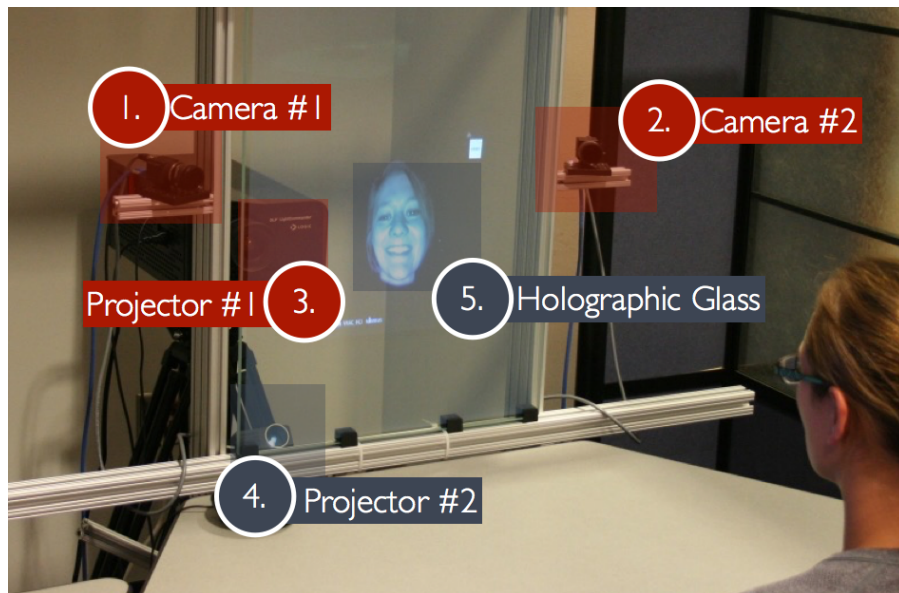 1. Camera #1
2. Camera #2
Projector #1 3.
5. Holographic Glass
4. Projector #2